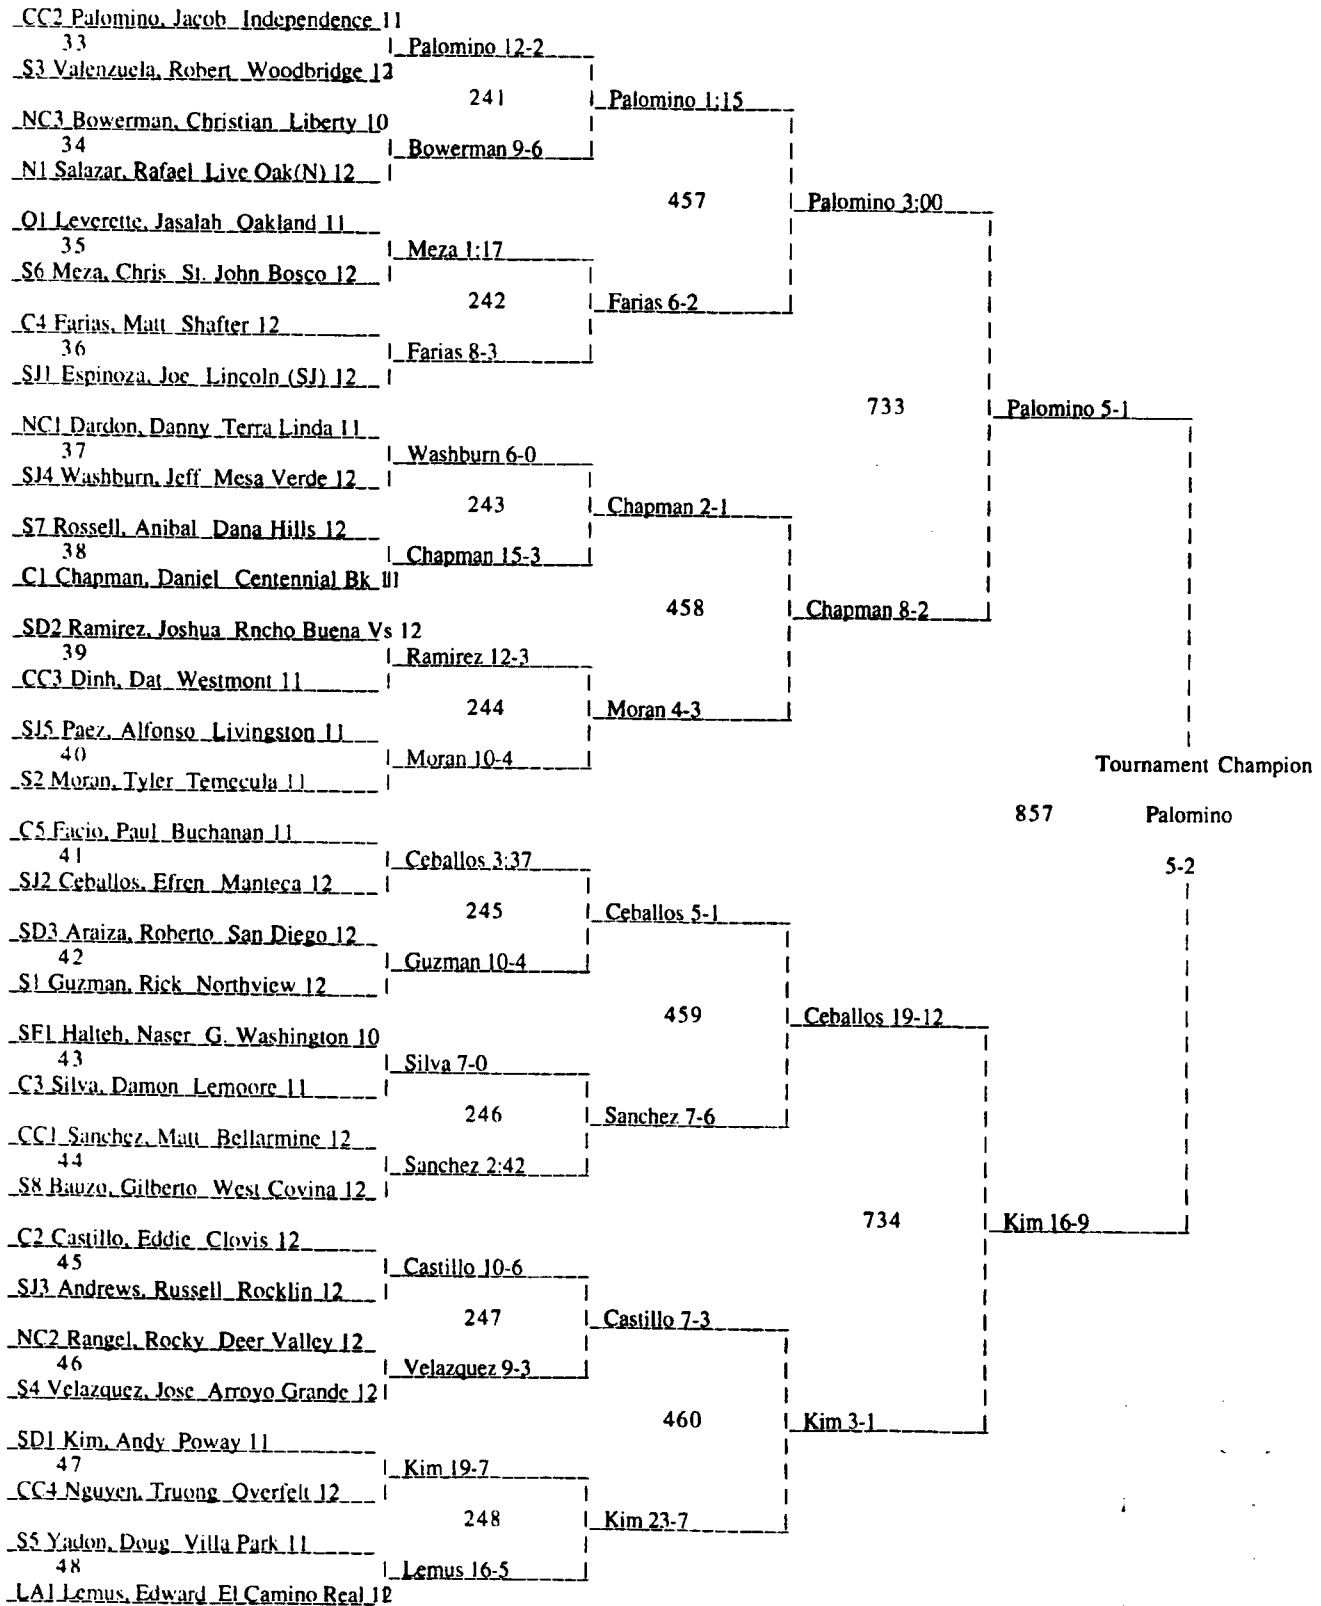 CC2 Palomino, Jacob Independence 11
33
Palomino 12-2
S3 Valenzuela, Robert Woodbridge 12
241
Palomino 1:15
NC3 Bowerman, Christian Liberty 10
34
Bowerman 9-6
N1 Salazar, Rafael Live Oak(N) 12
457
Palomino 3:00
O1 Leverette, Jasalah Oakland 11
35
Meza 1:17
S6 Meza, Chris St. John Bosco 12
242
Farias 6-2
C4 Farias, Matt Shafter 12
36
Farias 8-3
SJ1 Espinoza, Joe Lincoln (SJ) 12
733
Palomino 5-1
NC1 Dardon, Danny Terra Linda 11
37
Washburn 6-0
SJ4 Washburn, Jeff Mesa Verde 12
243
Chapman 2-1
S7 Rossell, Anibal Dana Hills 12
38
Chapman 15-3
C1 Chapman, Daniel Centennial Bk 11
458
Chapman 8-2
SD2 Ramirez, Joshua Rncho Buena Vs 12
39
Ramirez 12-3
CC3 Dinh, Dat Westmont 11
244
Moran 4-3
SJ5 Paez, Alfonso Livingston 11
40
Moran 10-4
S2 Moran, Tyler Temecula 11
Tournament Champion
857
Palomino
5-2
C5 Facio, Paul Buchanan 11
41
Ceballos 3:37
SJ2 Ceballos, Efren Manteca 12
245
Ceballos 5-1
SD3 Araiza, Roberto San Diego 12
42
Guzman 10-4
S1 Guzman, Rick Northview 12
459
Ceballos 19-12
SF1 Halteh, Naser G. Washington 10
43
Silva 7-0
C3 Silva, Damon Lemoore 11
246
Sanchez 7-6
CC1 Sanchez, Matt Bellarmine 12
44
Sanchez 2:42
S8 Bauzo, Gilberto West Covina 12
734
Kim 16-9
C2 Castillo, Eddie Clovis 12
45
Castillo 10-6
SJ3 Andrews, Russell Rocklin 12
247
Castillo 7-3
NC2 Rangel, Rocky Deer Valley 12
46
Velazquez 9-3
S4 Velazquez, Jose Arroyo Grande 12
460
Kim 3-1
SD1 Kim, Andy Poway 11
47
Kim 19-7
CC4 Nguyen, Truong Overfelt 12
248
Kim 23-7
S5 Yadon, Doug Villa Park 11
48
Lemus 16-5
LA1 Lemus, Edward El Camino Real 12